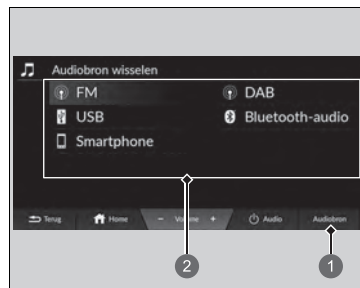 Audiobron wisselen
FM DAB
USB Bluetooth-audio
Smartphone
Terug Home - Volume + Audio Audiobron
2 1